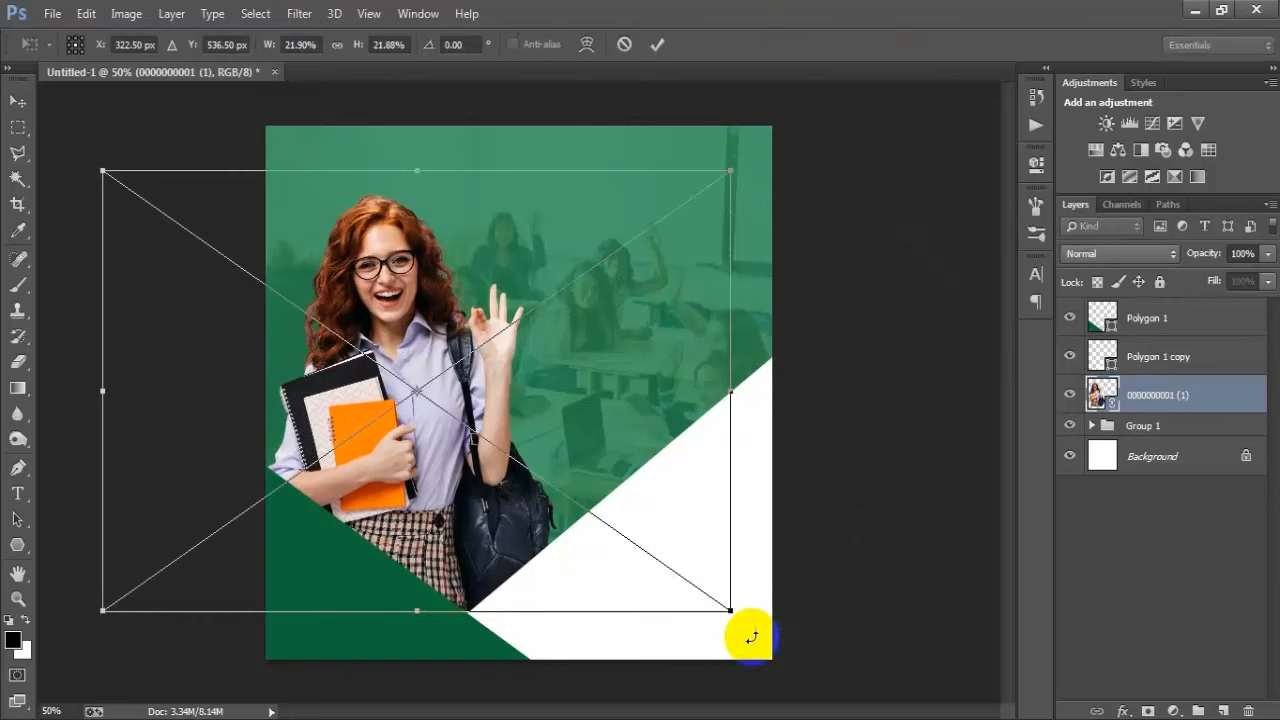 Ps File Edit Image Layer Type Select Filter 3D View Window Help
X: 322.50 px Y: 536.50 px W: 21.90% H: 21.88% 0.00 ° Anti-alias Essentials
Untitled-1 @ 50% (0000000001 (1), RGB/8) * ×
Adjustments Styles
Add an adjustment
Layers Channels Paths
Kind
Normal Opacity: 100%
Lock: Fill: 100%
Polygon 1
Polygon 1 copy
0000000001 (1)
Group 1
Background
50% Doc: 3.34M/8.14M